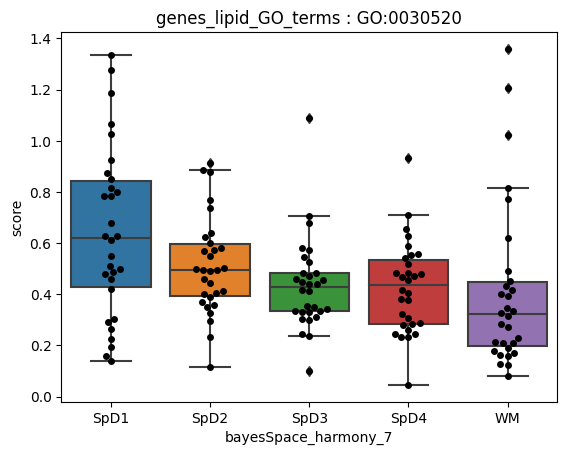 genes_lipid_GO_terms : GO:0030520
1.4
1.2
1.0
0.8
0.6
0.4
0.2
0.0
score
SpD1 SpD2 SpD3 SpD4 WM
bayesSpace_harmony_7